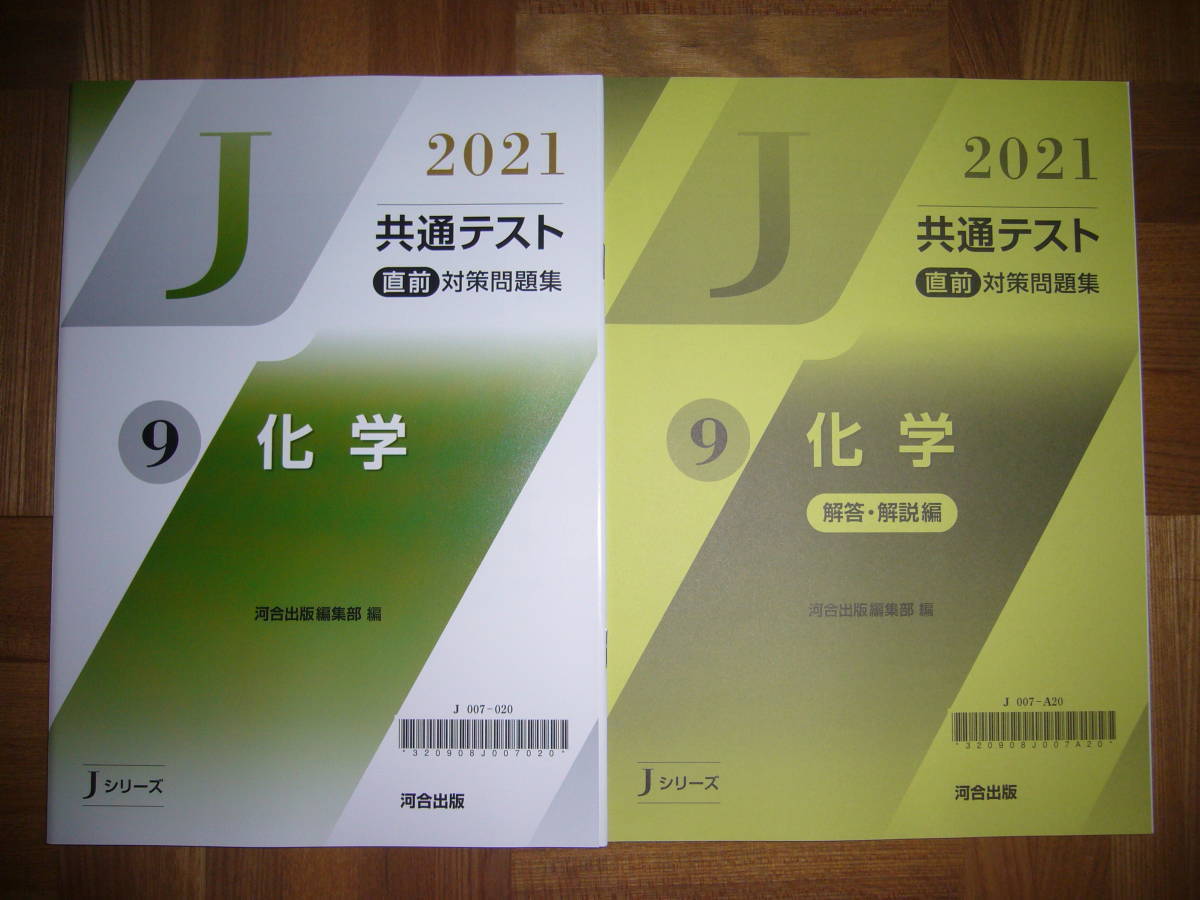 J
2021
共通テスト
直前 対策問題集
9 化学
河合出版編集部 編
J 007-020
*320908J007020*
Jシリーズ
河合出版
J
2021
共通テスト
直前 対策問題集
9 化学
解答・解説編
河合出版編集部 編
J 007-A20
*320908J007A20*
Jシリーズ
河合出版